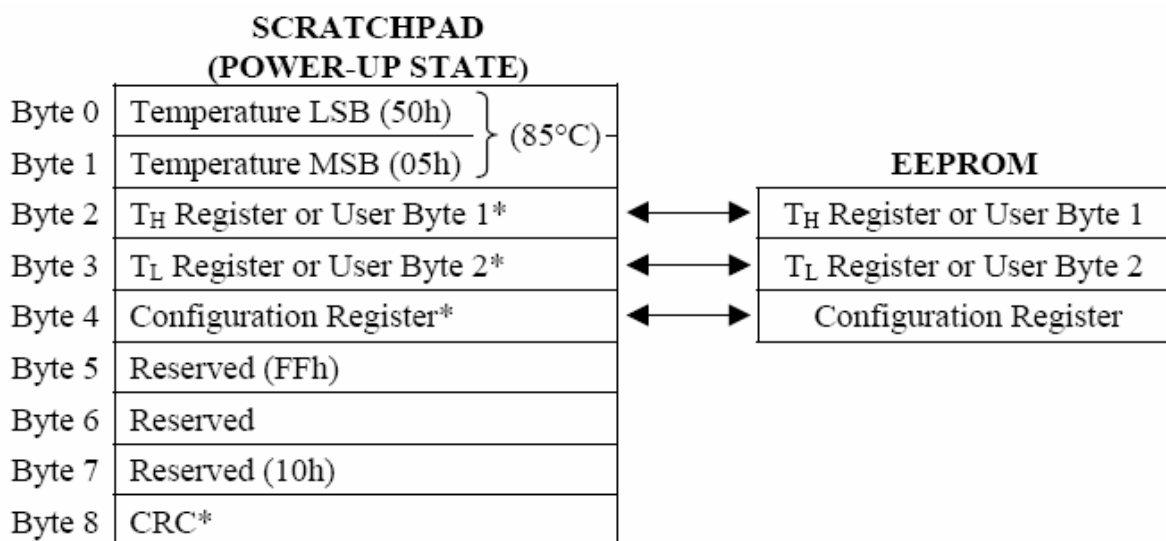 SCRATCHPAD
(POWER-UP STATE)
Byte 0 Temperature LSB (50h)
(85°C)
Byte 1 Temperature MSB (05h)
EEPROM
Byte 2 TH Register or User Byte 1* TH Register or User Byte 1
Byte 3 TL Register or User Byte 2* TL Register or User Byte 2
Byte 4 Configuration Register* Configuration Register
Byte 5 Reserved (FFh)
Byte 6 Reserved
Byte 7 Reserved (10h)
Byte 8 CRC*